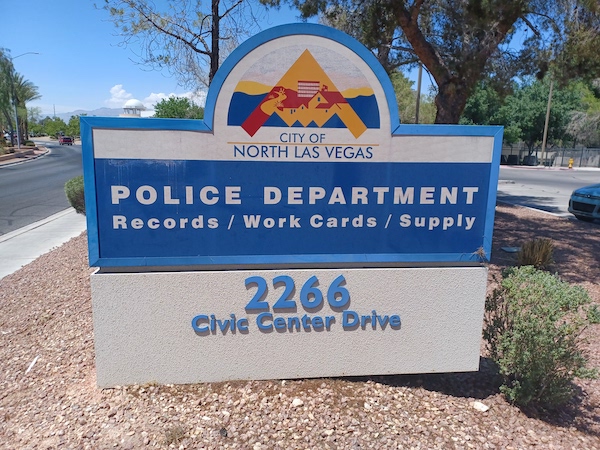 CITY OF
NORTH LAS VEGAS
POLICE DEPARTMENT
Records / Work Cards / Supply
2266
Civic Center Drive